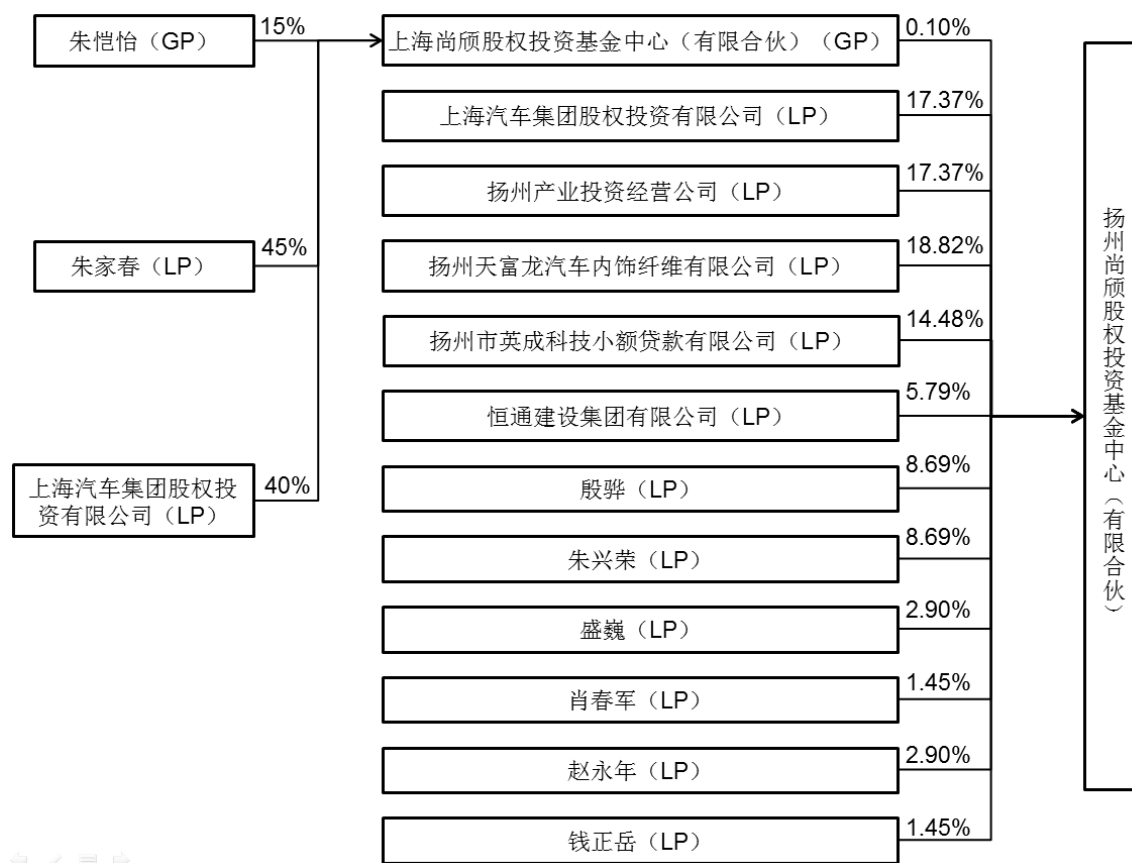 朱恺怡（GP）
15%
上海尚颀股权投资基金中心（有限合伙）（GP）
0.10%
上海汽车集团股权投资有限公司（LP）
17.37%
扬州产业投资经营公司（LP）
17.37%
朱家春（LP）
45%
扬州天富龙汽车内饰纤维有限公司（LP）
18.82%
扬州市英成科技小额贷款有限公司（LP）
14.48%
恒通建设集团有限公司（LP）
5.79%
上海汽车集团股权投
资有限公司（LP）
40%
殷骅（LP）
8.69%
朱兴荣（LP）
8.69%
盛巍（LP）
2.90%
肖春军（LP）
1.45%
赵永年（LP）
2.90%
钱正岳（LP）
1.45%
扬州尚颀股权投资基金中心（有限合伙）